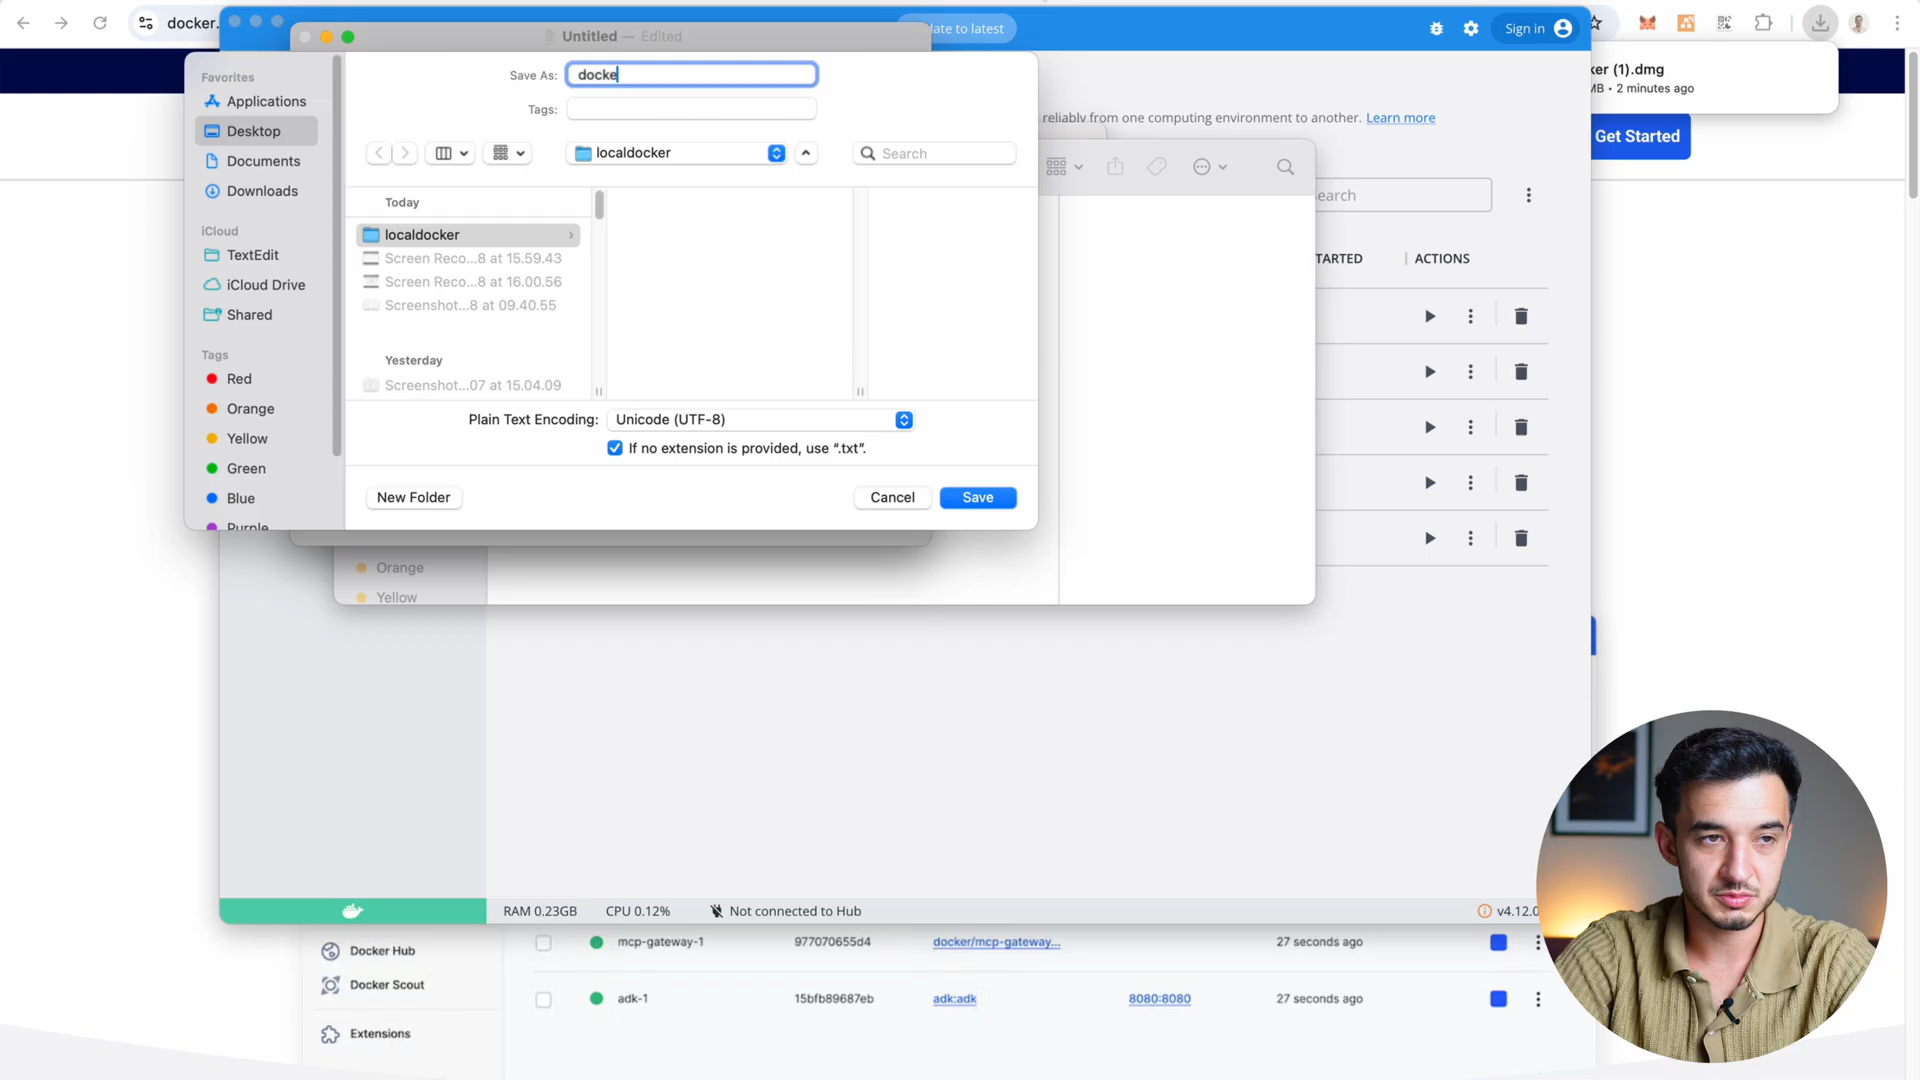 docker.
Untitled — Edited
date to latest
Sign in
ker (1).dmg
MB • 2 minutes ago
Get Started
Favorites
Applications
Desktop
Documents
Downloads
iCloud
TextEdit
iCloud Drive
Shared
Tags
Red
Orange
Yellow
Green
Blue
Purple
Save As: docke
Tags:
localdocker
Search
Today
localdocker
Screen Reco...8 at 15.59.43
Screen Reco...8 at 16.00.56
Screenshot...8 at 09.40.55
Yesterday
Screenshot...07 at 15.04.09
Plain Text Encoding: Unicode (UTF-8)
If no extension is provided, use “.txt”.
New Folder
Cancel
Save
reliably from one computing environment to another. Learn more
earch
TARTED
ACTIONS
Orange
Yellow
RAM 0.23GB
CPU 0.12%
Not connected to Hub
v4.12.0
Docker Hub
Docker Scout
Extensions
mcp-gateway-1
977070655d4
docker/mcp-gateway...
27 seconds ago
adk-1
15bfb89687eb
adk:adk
8080:8080
27 seconds ago